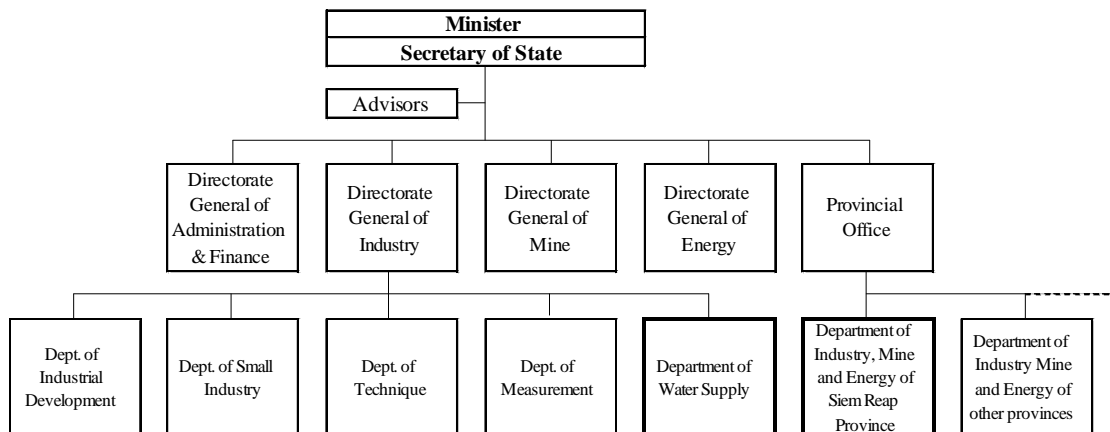 Minister
Secretary of State
Advisors
Directorate
General of
Administration
& Finance
Directorate
General of
Industry
Directorate
General of
Mine
Directorate
General of
Energy
Provincial
Office
Dept. of
Industrial
Development
Dept. of Small
Industry
Dept. of
Technique
Dept. of
Measurement
Department of
Water Supply
Department of
Industry, Mine
and Energy of
Siem Reap
Province
Department of
Industry Mine
and Energy of
other provinces